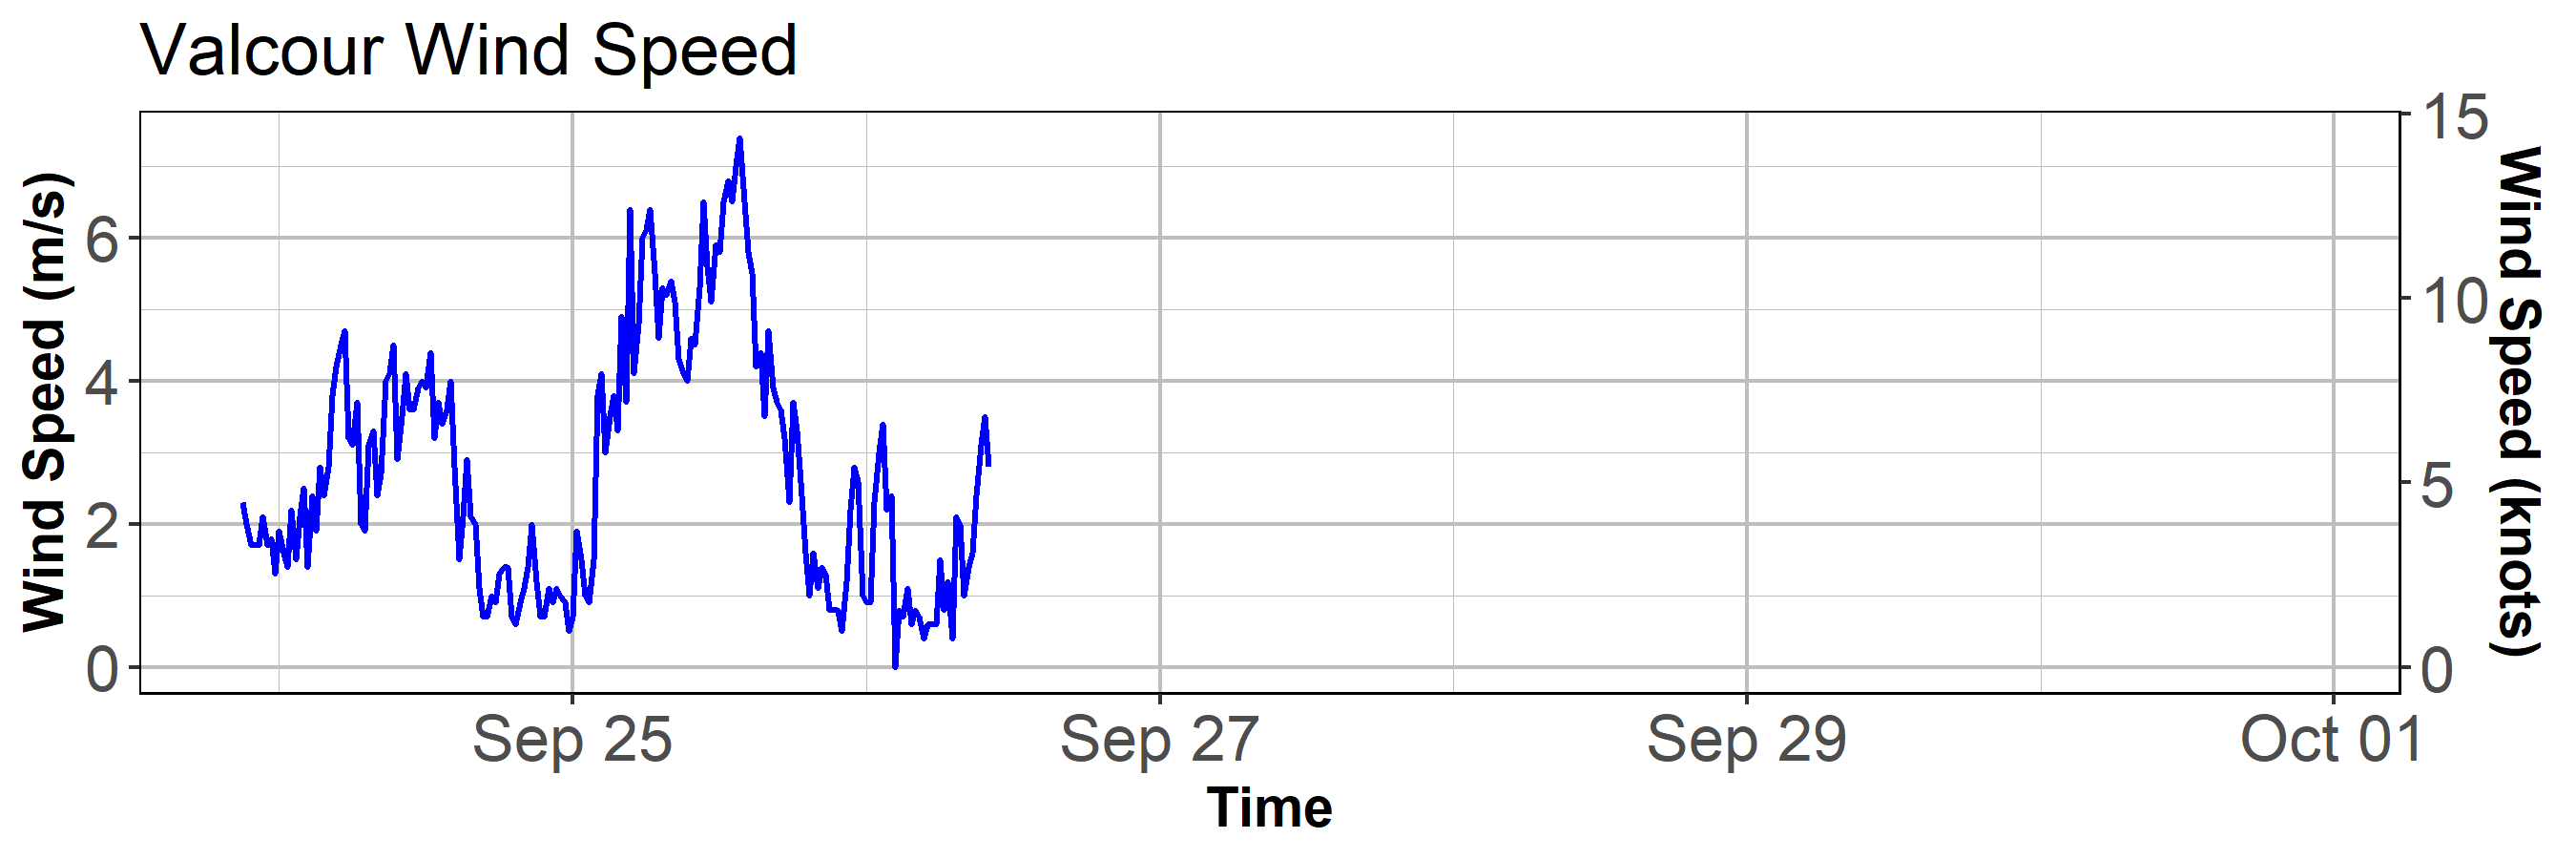 Valcour Wind Speed
Wind Speed (m/s)
6
4
2
0
15
10
5
0
Wind Speed (knots)
Sep 25
Sep 27
Sep 29
Oct 01
Time